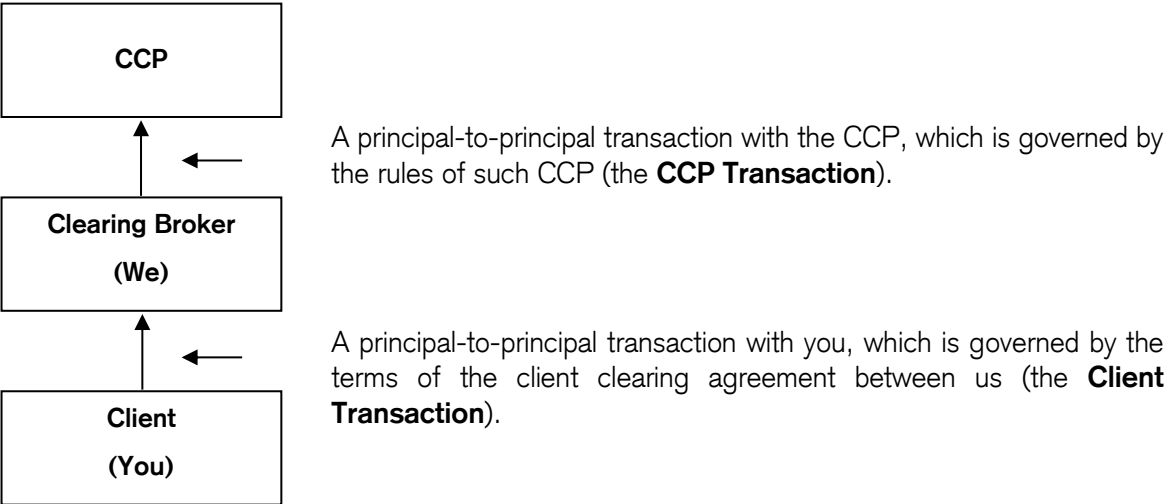 CCP
A principal-to-principal transaction with the CCP, which is governed by
the rules of such CCP (the CCP Transaction).
Clearing Broker
(We)
A principal-to-principal transaction with you, which is governed by the
terms of the client clearing agreement between us (the Client
Transaction).
Client
(You)